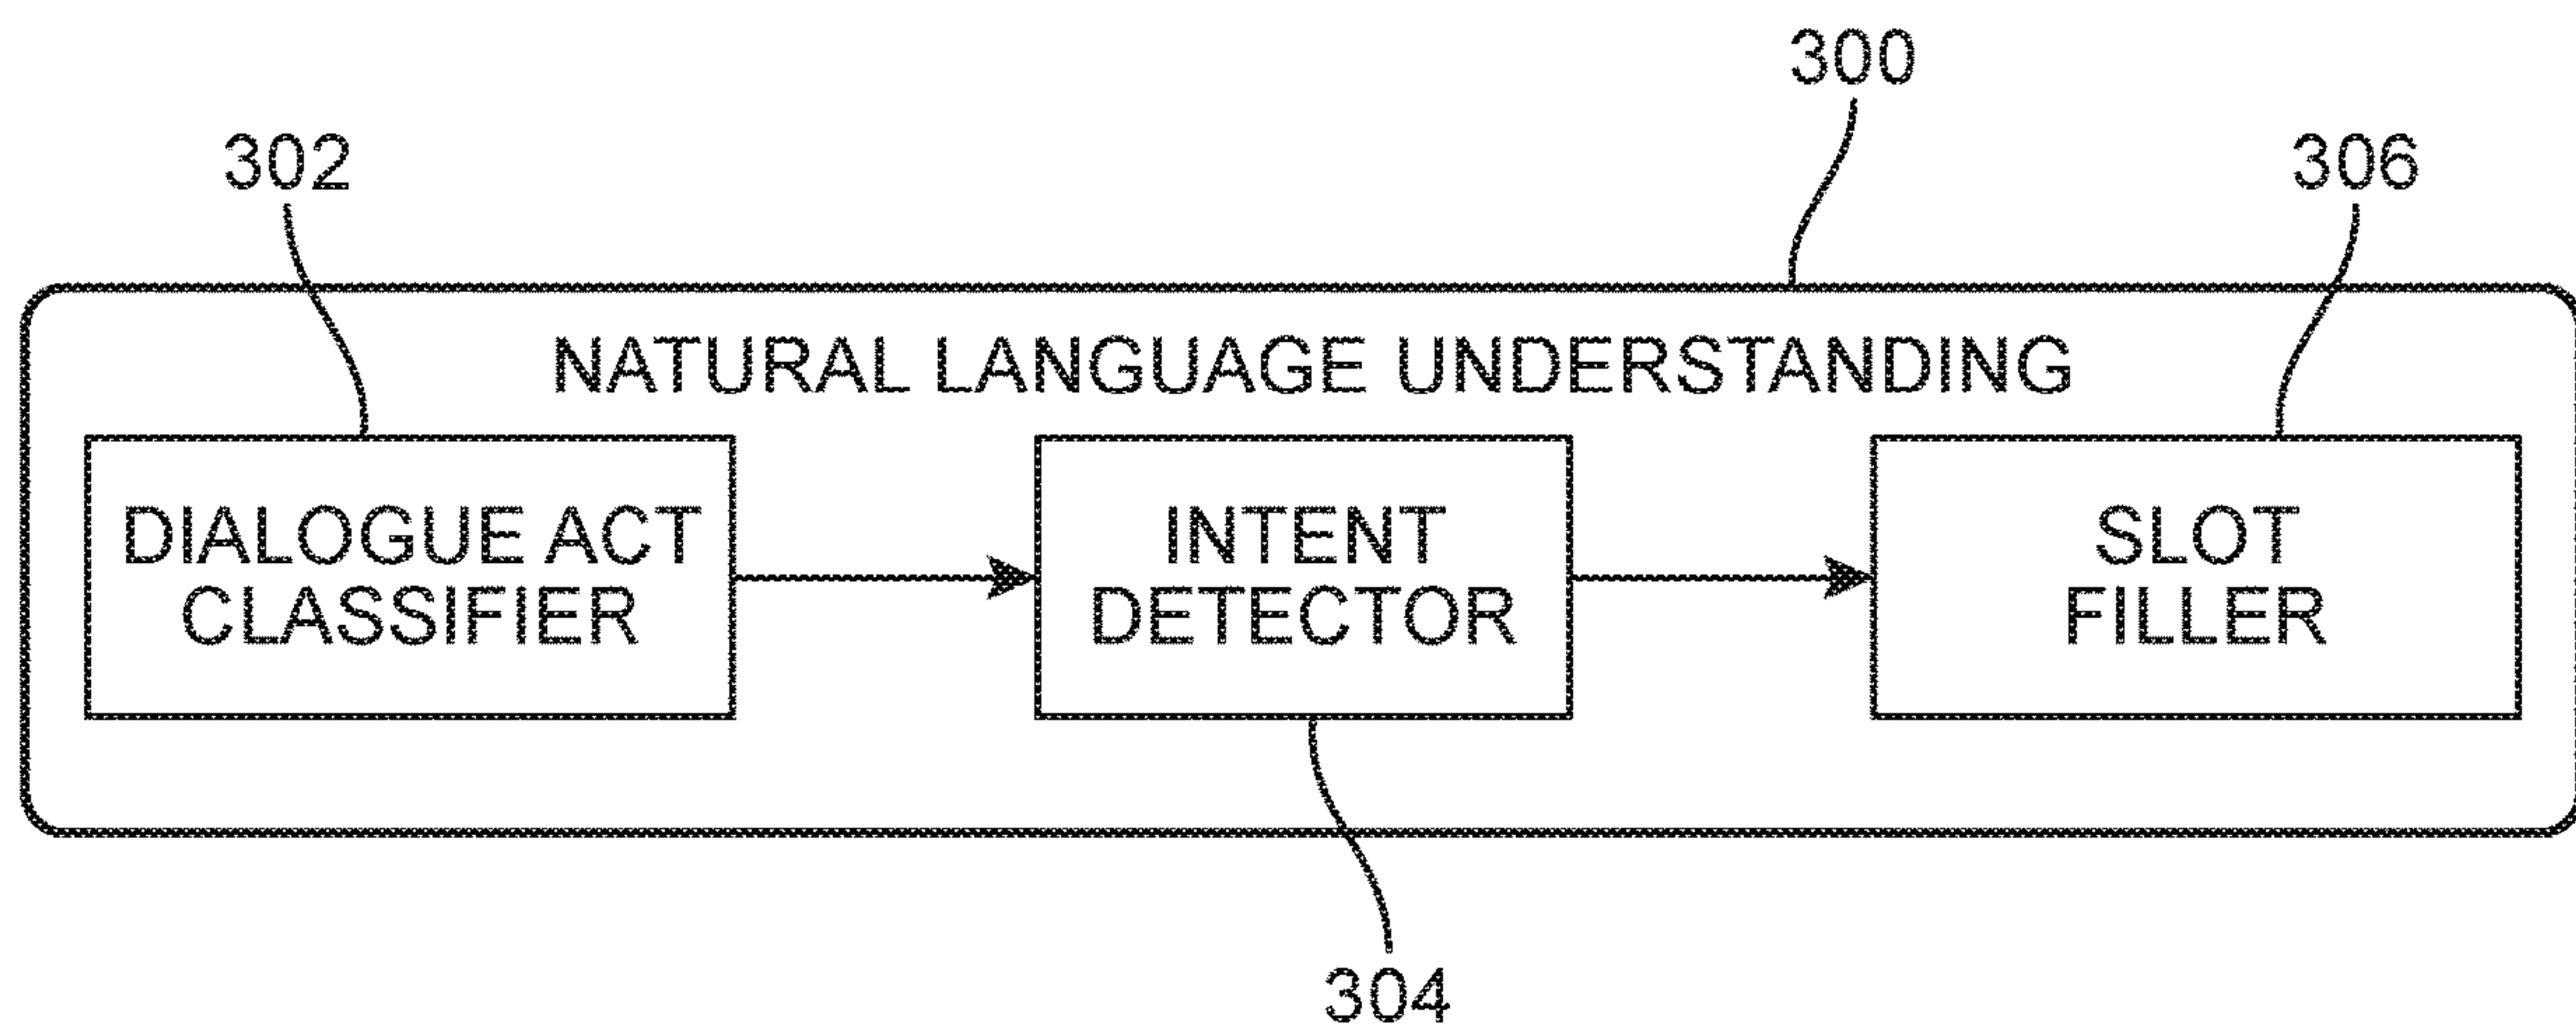 300
302
306
NATURAL LANGUAGE UNDERSTANDING
DIALOGUE ACT
CLASSIFIER
INTENT
DETECTOR
SLOT
FILLER
304